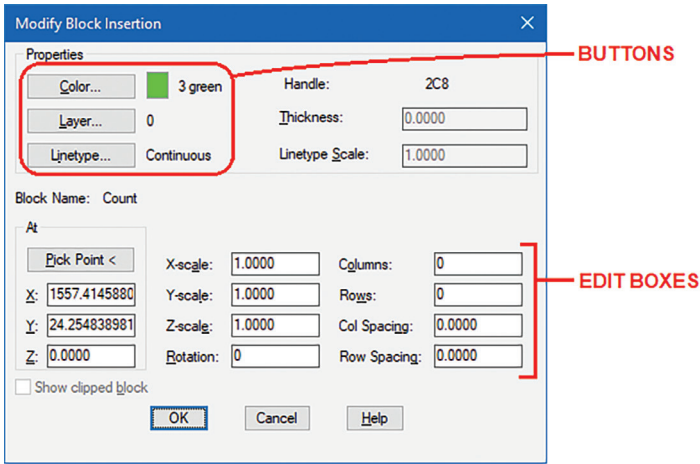 Modify Block Insertion
Properties
BUTTONS
Color... 3 green Handle: 2C8
Layer... 0 Thickness: 0.0000
Linetype... Continuous Linetype Scale: 1.0000
Block Name: Count
At
Pick Point < X-scale: 1.0000 Columns: 0
X: 1557.4145880 Y-scale: 1.0000 Rows: 0
EDIT BOXES
Y: 24.254838981 Z-scale: 1.0000 Col Spacing: 0.0000
Z: 0.0000 Rotation: 0 Row Spacing: 0.0000
Show clipped block
OK Cancel Help